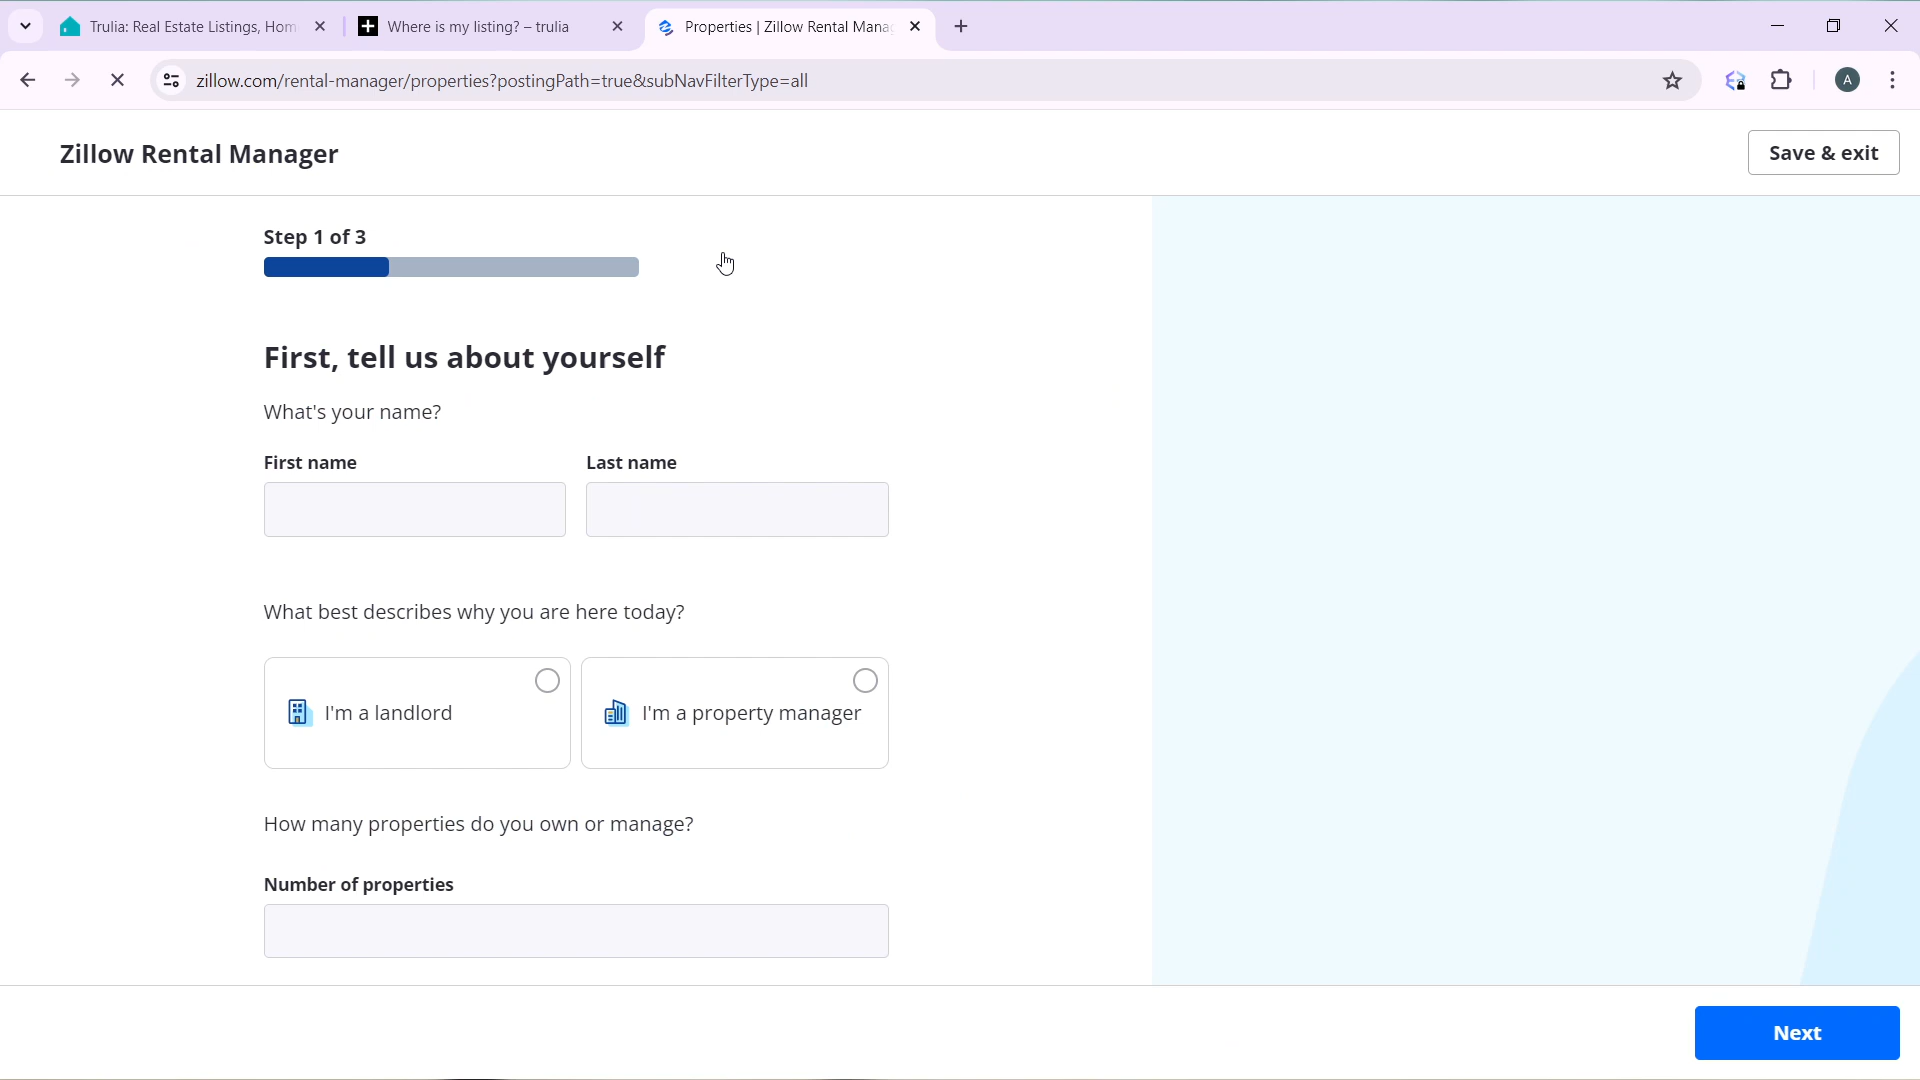 Trulia: Real Estate Listings, Hom
Where is my listing? – trulia
Properties | Zillow Rental Mana
zillow.com/rental-manager/properties?postingPath=true&subNavFilterType=all
A
Zillow Rental Manager
Save & exit
Step 1 of 3
First, tell us about yourself
What's your name?
First name
Last name
What best describes why you are here today?
I'm a landlord
I'm a property manager
How many properties do you own or manage?
Number of properties
Next